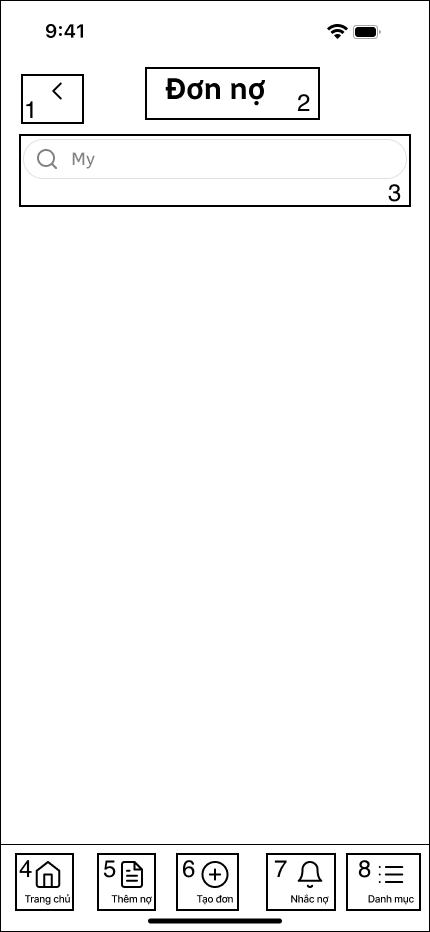 9:41
1
Đơn nợ 2
My
3
4 5 6 7 8
Trang chủ Thêm nợ Tạo đơn Nhắc nợ Danh mục